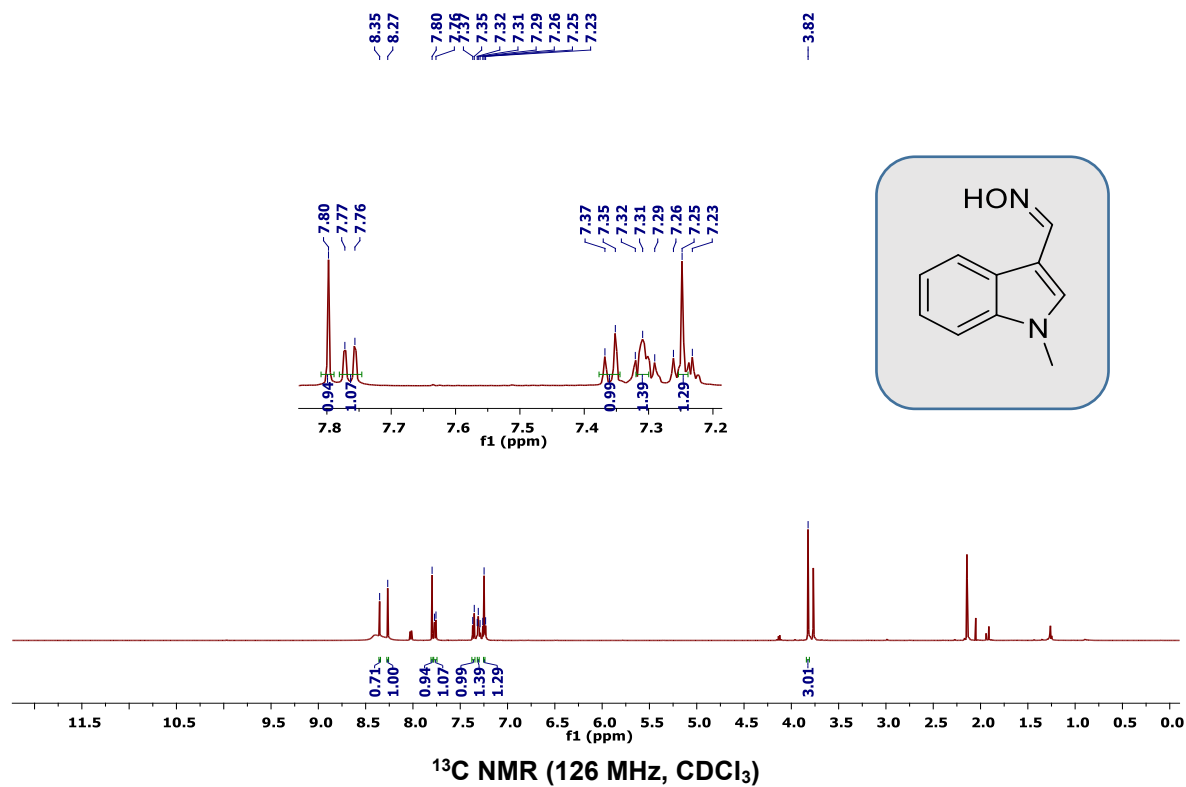 8.35 8.27 7.80 7.76 7.37 7.35 7.32 7.31 7.29 7.26 7.25 7.23 3.82
7.80 7.77 7.76 7.37 7.35 7.32 7.31 7.29 7.26 7.25 7.23
HON
N
0.94 1.07 0.99 1.39 1.29
7.8 7.7 7.6 7.5 7.4 7.3 7.2
f1 (ppm)
0.71 1.00 0.94 1.07 0.99 1.39 1.29 3.01
11.5 10.5 9.0 8.5 8.0 7.5 7.0 6.5 6.0 5.5 5.0 4.5 4.0 3.5 3.0 2.5 2.0 1.5 1.0 0.5 0.0
f1 (ppm)
¹³C NMR (126 MHz, CDCl₃)